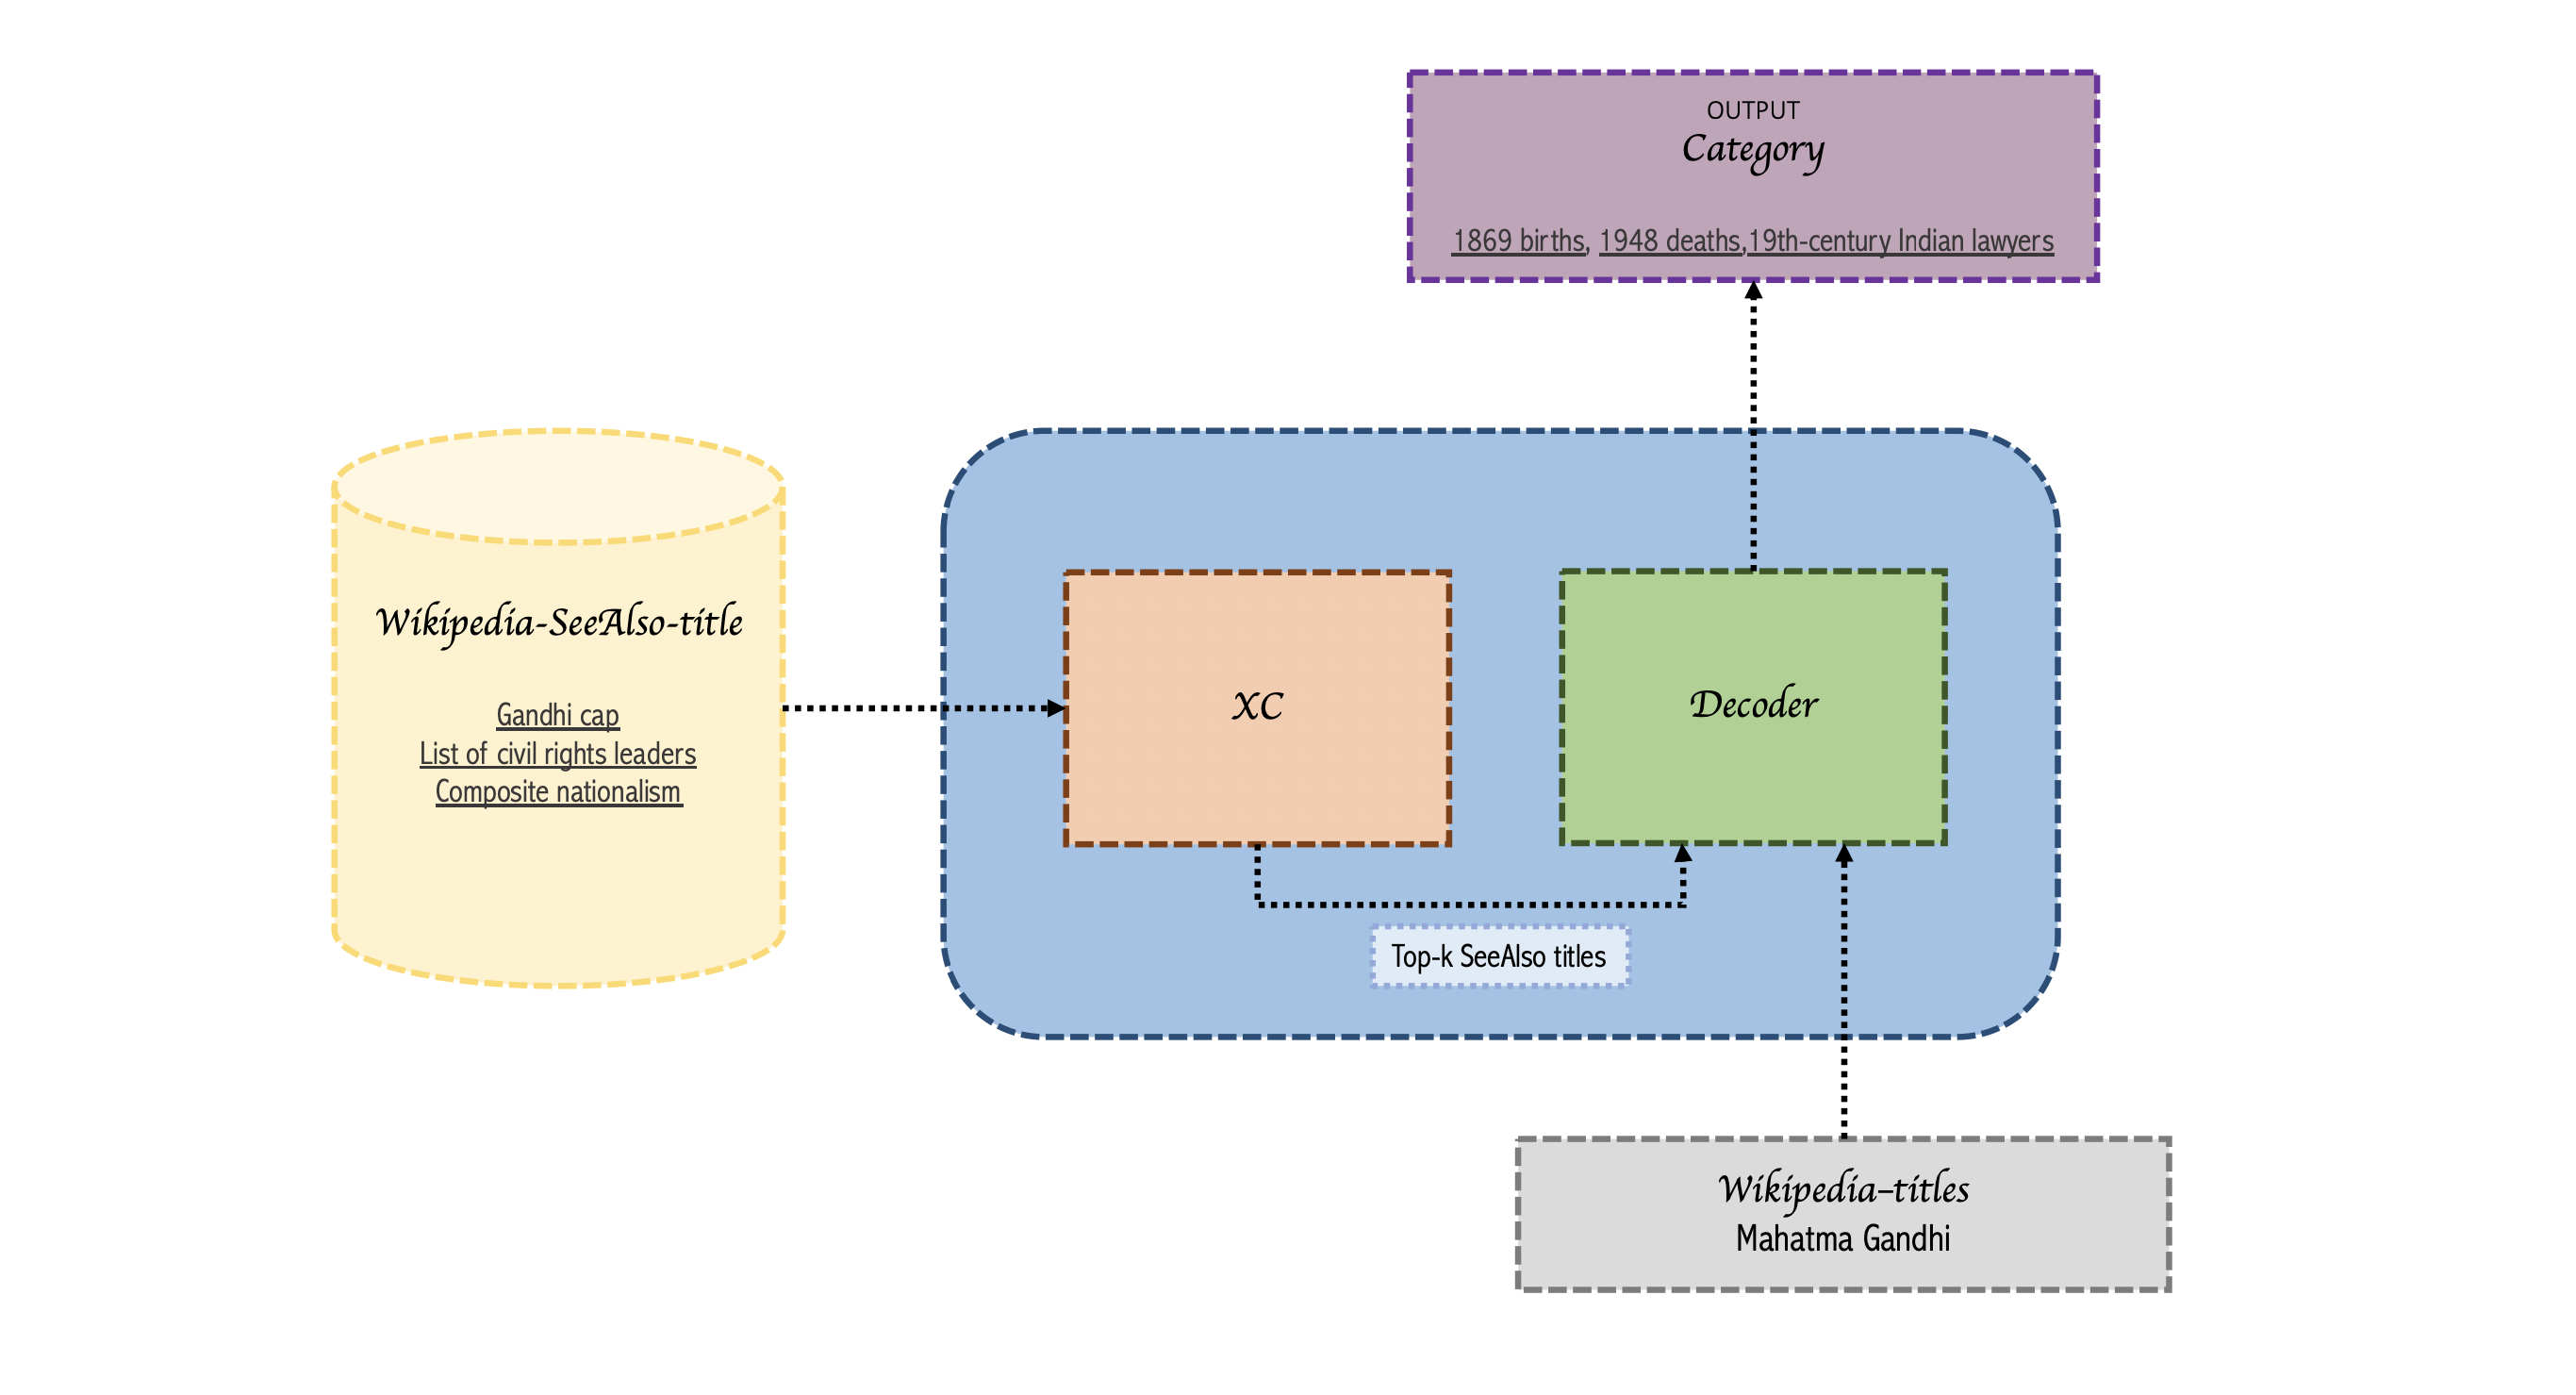 OUTPUT
Category
1869 births, 1948 deaths,19th-century Indian lawyers
Wikipedia-SeeAlso-title
Gandhi cap
List of civil rights leaders
Composite nationalism
XC
Decoder
Top-k SeeAlso titles
Wikipedia-titles
Mahatma Gandhi